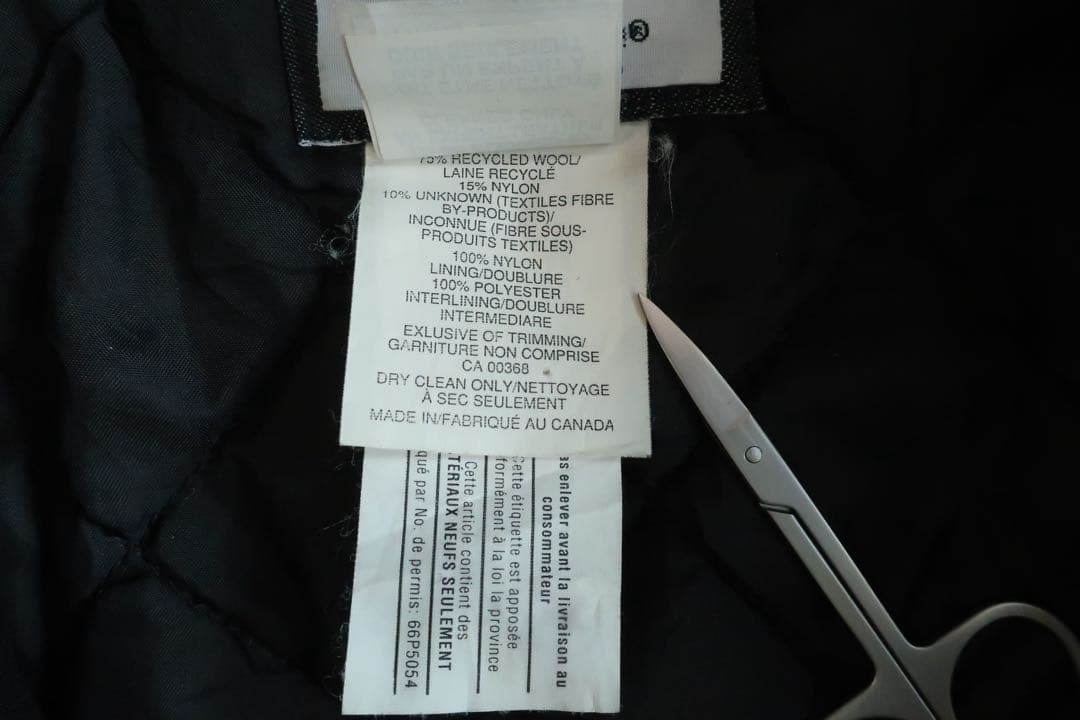 75% RECYCLED WOOL/
LAINE RECYCLÉ
15% NYLON
10% UNKNOWN (TEXTILES FIBRE
BY-PRODUCTS)/
INCONNUE (FIBRE SOUS-
PRODUITS TEXTILES)
100% NYLON
LINING/DOUBLURE
100% POLYESTER
INTERLINING/DOUBLURE
INTERMEDIARE
EXLUSIVE OF TRIMMING/
GARNITURE NON COMPRISE
CA 00368
DRY CLEAN ONLY/NETTOYAGE
À SEC SEULEMENT
MADE IN/FABRIQUÉ AU CANADA
as enlever avant la livraison au
consommateur
Cette étiquette est apposée
formément à la loi la province
Cette article contient des
TÉRIAUX NEUFS SEULEMENT
qué par No. de permis: 66P5054